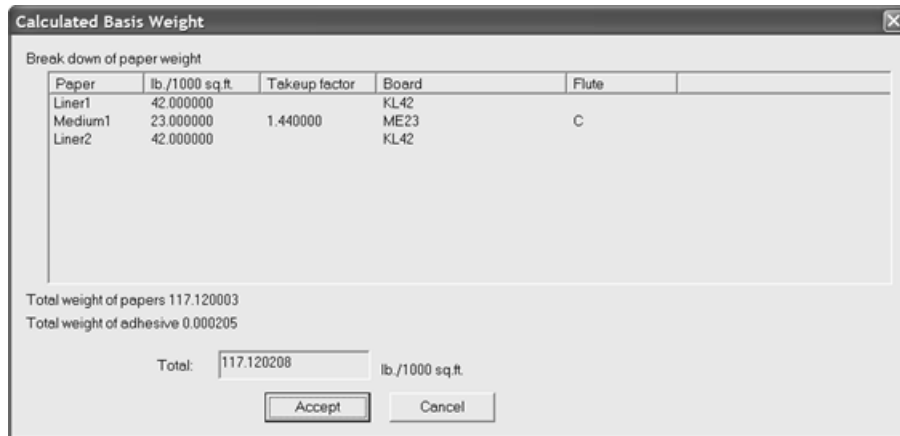 Calculated Basis Weight
Break down of paper weight
Paper lb./1000 sq.ft. Takeup factor Board Flute
Liner1 42.000000 KL42
Medium1 23.000000 1.440000 ME23 C
Liner2 42.000000 KL42
Total weight of papers 117.120003
Total weight of adhesive 0.000205
Total: 117.120208 lb./1000 sq.ft.
Accept Cancel